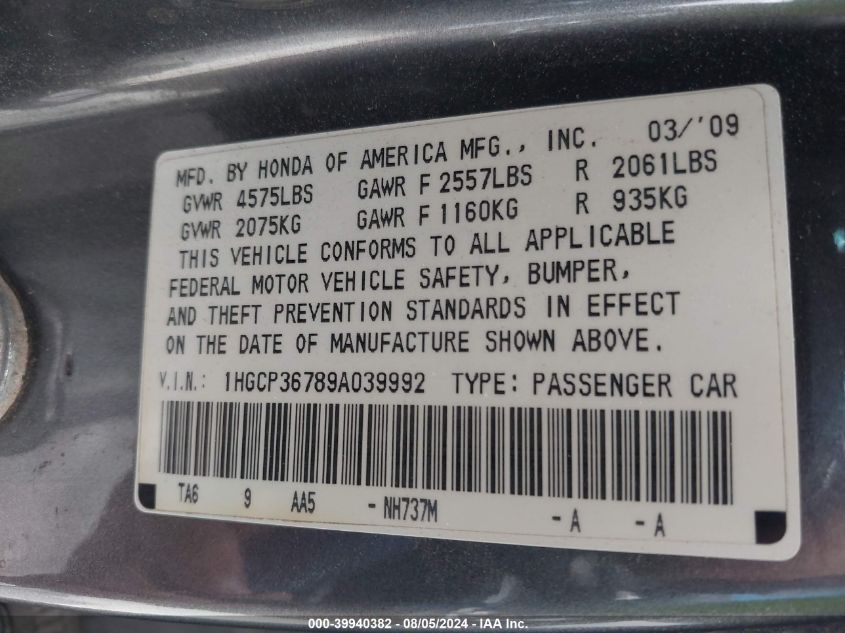 MFD. BY HONDA OF AMERICA MFG., INC. 03/'09
GVWR 4575LBS GAWR F 2557LBS R 2061LBS
GVWR 2075KG GAWR F 1160KG R 935KG
THIS VEHICLE CONFORMS TO ALL APPLICABLE
FEDERAL MOTOR VEHICLE SAFETY, BUMPER,
AND THEFT PREVENTION STANDARDS IN EFFECT
ON THE DATE OF MANUFACTURE SHOWN ABOVE.
V.I.N.: 1HGCP36789A039992 TYPE: PASSENGER CAR
TA6 9 AA5 - NH737M - A - A
000-39940382 - 08/05/2024 - IAA Inc.